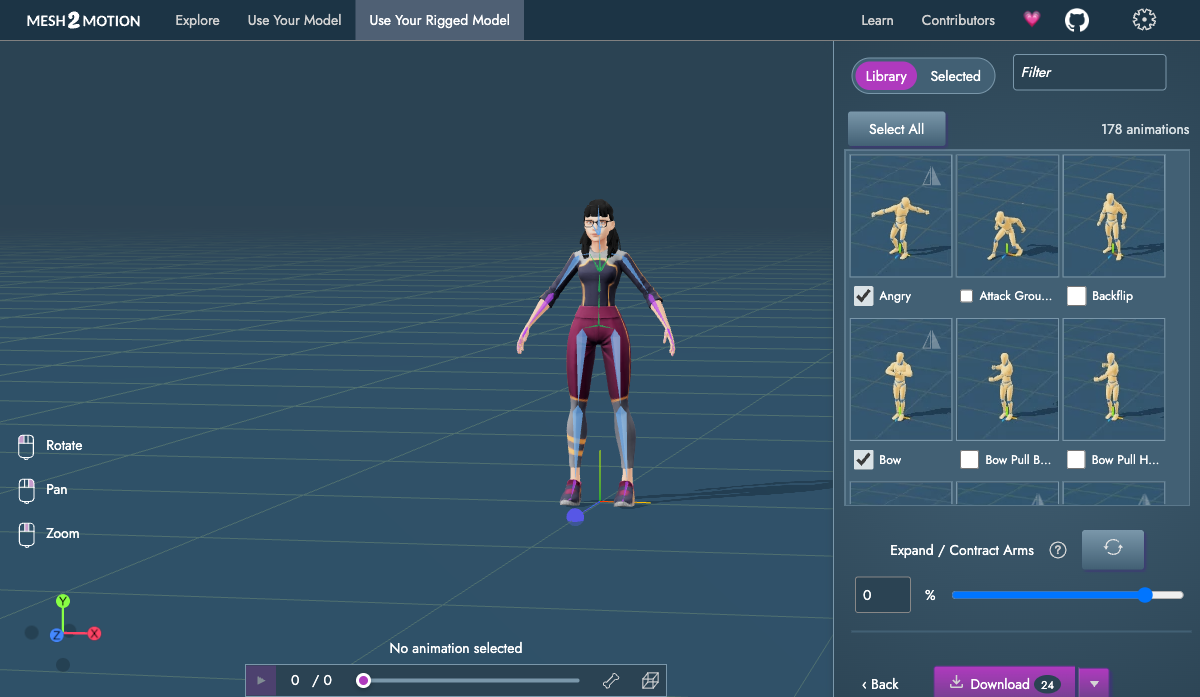 MESH2MOTION
Explore
Use Your Model
Use Your Rigged Model
Learn
Contributors
Library
Selected
Filter
Select All
178 animations
Angry
Attack Grou...
Backflip
Bow
Bow Pull B...
Bow Pull H...
Rotate
Pan
Zoom
Expand / Contract Arms
?
0
%
Y
Z
X
No animation selected
0 / 0
‹ Back
Download 24